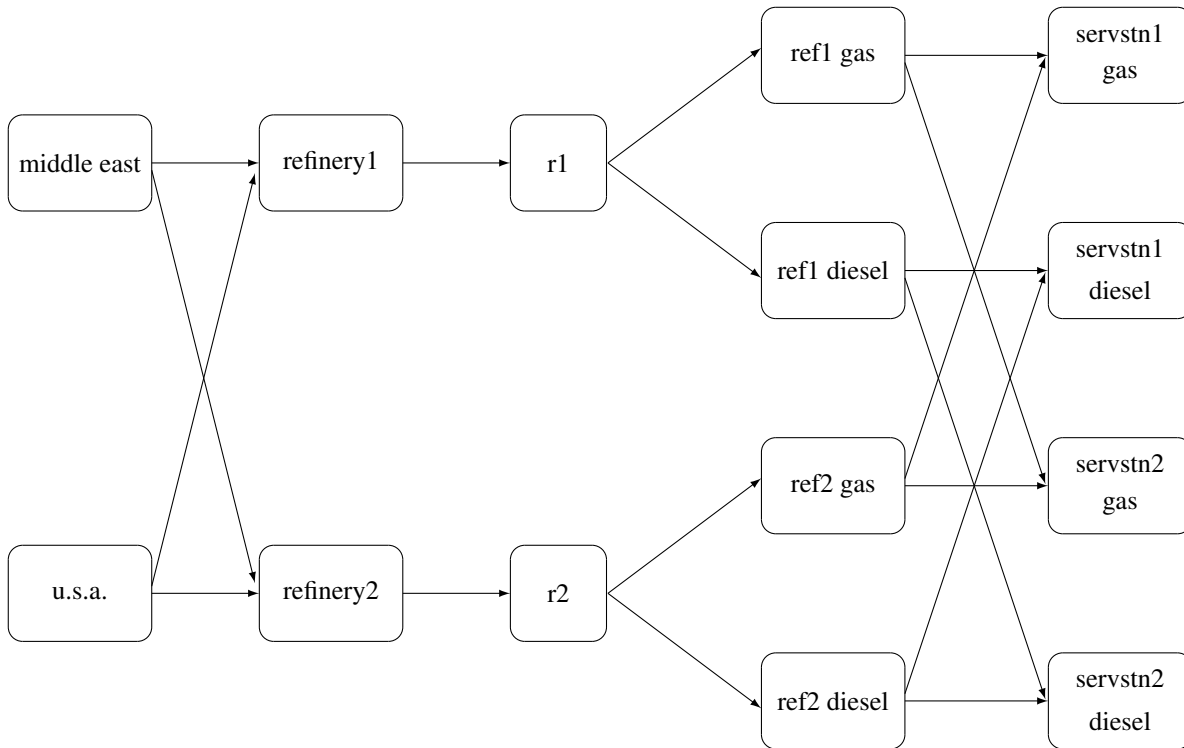 middle east
u.s.a.
refinery1
refinery2
r1
r2
ref1 gas
ref1 diesel
ref2 gas
ref2 diesel
servstn1
gas
servstn1
diesel
servstn2
gas
servstn2
diesel